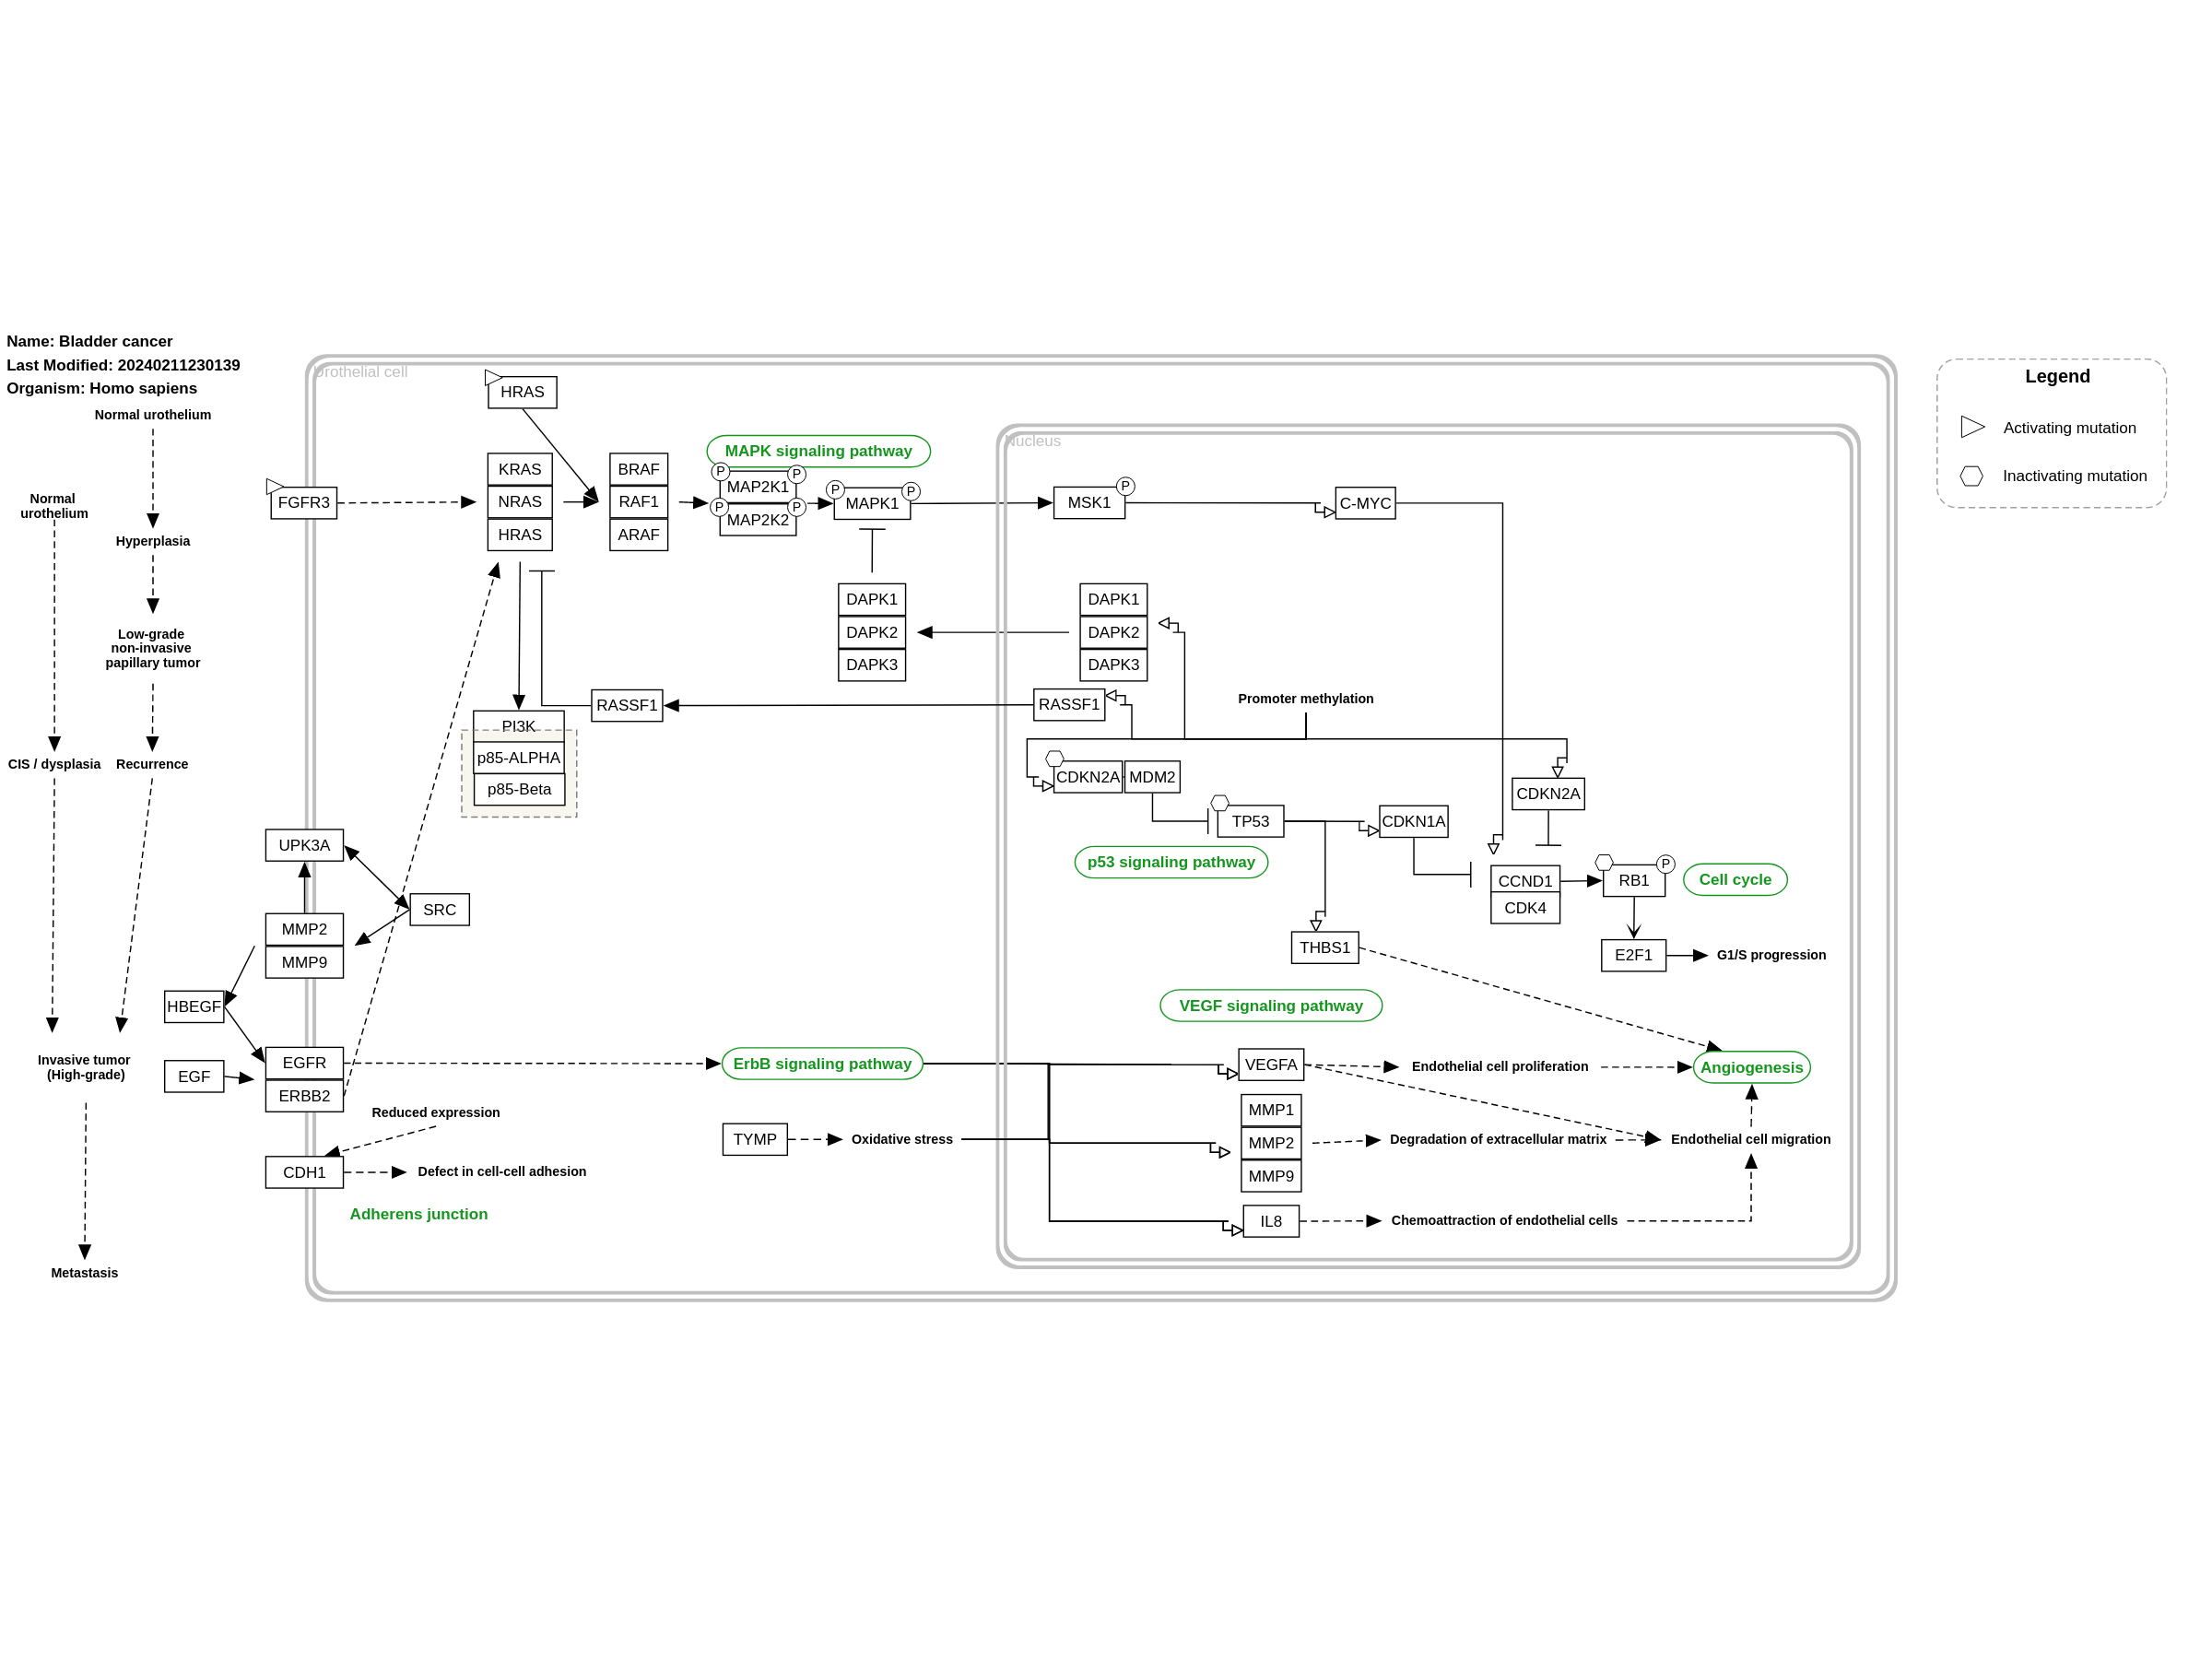 Name: Bladder cancer
Last Modified: 20240211230139
Organism: Homo sapiens
Normal urothelium
Normal
urothelium
Hyperplasia
Low-grade
non-invasive
papillary tumor
CIS / dysplasia
Recurrence
Invasive tumor
(High-grade)
Metastasis
Urothelial cell
Nucleus
HRAS
FGFR3
KRAS
NRAS
HRAS
BRAF
RAF1
ARAF
MAPK signaling pathway
P
P
MAP2K1
P
P
MAP2K2
P
P
MAPK1
P
MSK1
C-MYC
DAPK1
DAPK2
DAPK3
DAPK1
DAPK2
DAPK3
RASSF1
RASSF1
Promoter methylation
PI3K
p85-ALPHA
p85-Beta
CDKN2A
MDM2
CDKN2A
TP53
CDKN1A
p53 signaling pathway
CCND1
CDK4
P
RB1
Cell cycle
E2F1
G1/S progression
THBS1
UPK3A
SRC
MMP2
MMP9
HBEGF
EGF
EGFR
ERBB2
Reduced expression
CDH1
Defect in cell-cell adhesion
Adherens junction
VEGF signaling pathway
ErbB signaling pathway
TYMP
Oxidative stress
VEGFA
MMP1
MMP2
MMP9
IL8
Endothelial cell proliferation
Angiogenesis
Degradation of extracellular matrix
Endothelial cell migration
Chemoattraction of endothelial cells
Legend
Activating mutation
Inactivating mutation